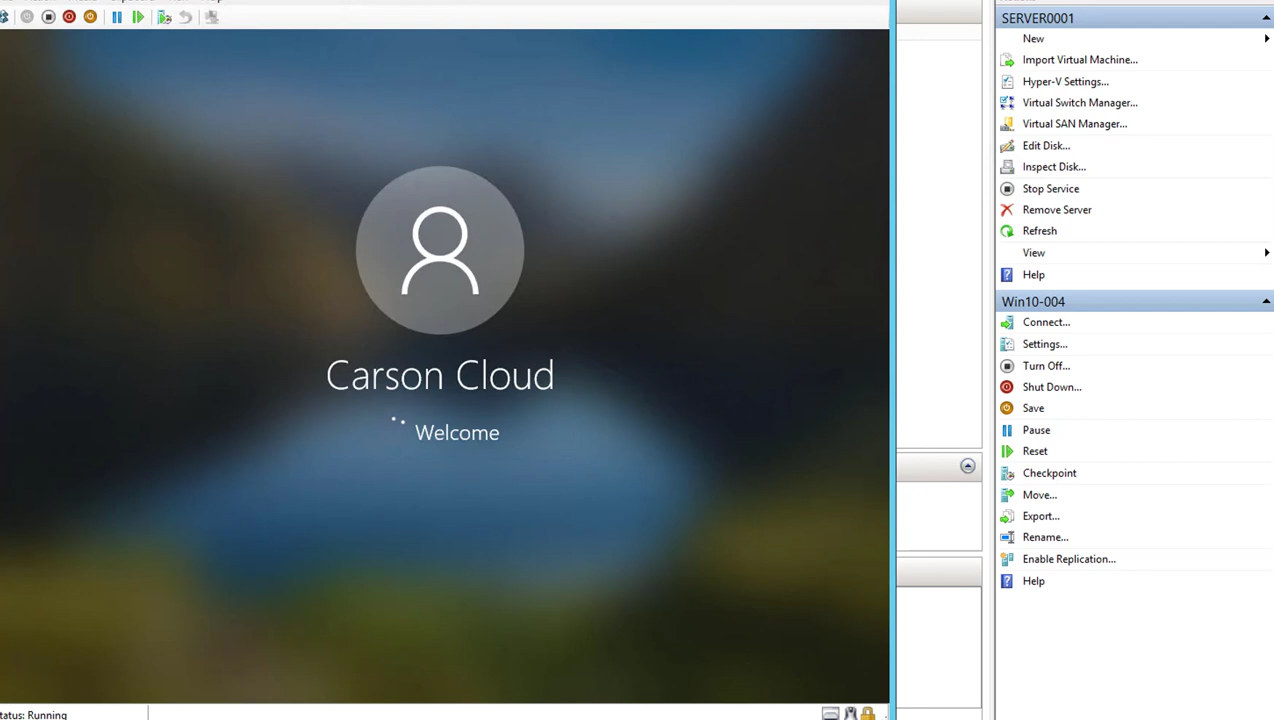 Carson Cloud
Welcome
tatus: Running
SERVER0001
New
Import Virtual Machine...
Hyper-V Settings...
Virtual Switch Manager...
Virtual SAN Manager...
Edit Disk...
Inspect Disk...
Stop Service
Remove Server
Refresh
View
Help
Win10-004
Connect...
Settings...
Turn Off...
Shut Down...
Save
Pause
Reset
Checkpoint
Move...
Export...
Rename...
Enable Replication...
Help